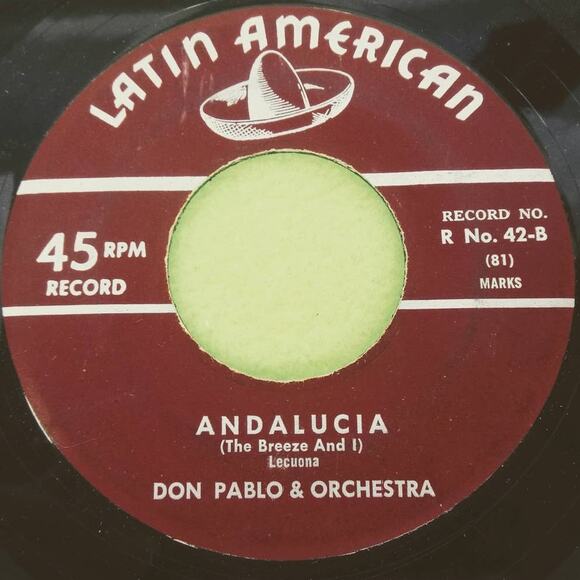 LATIN AMERICAN
45 RPM
RECORD
RECORD NO.
R No. 42-B
(81)
MARKS
ANDALUCIA
(The Breeze And I)
Lecuona
DON PABLO & ORCHESTRA